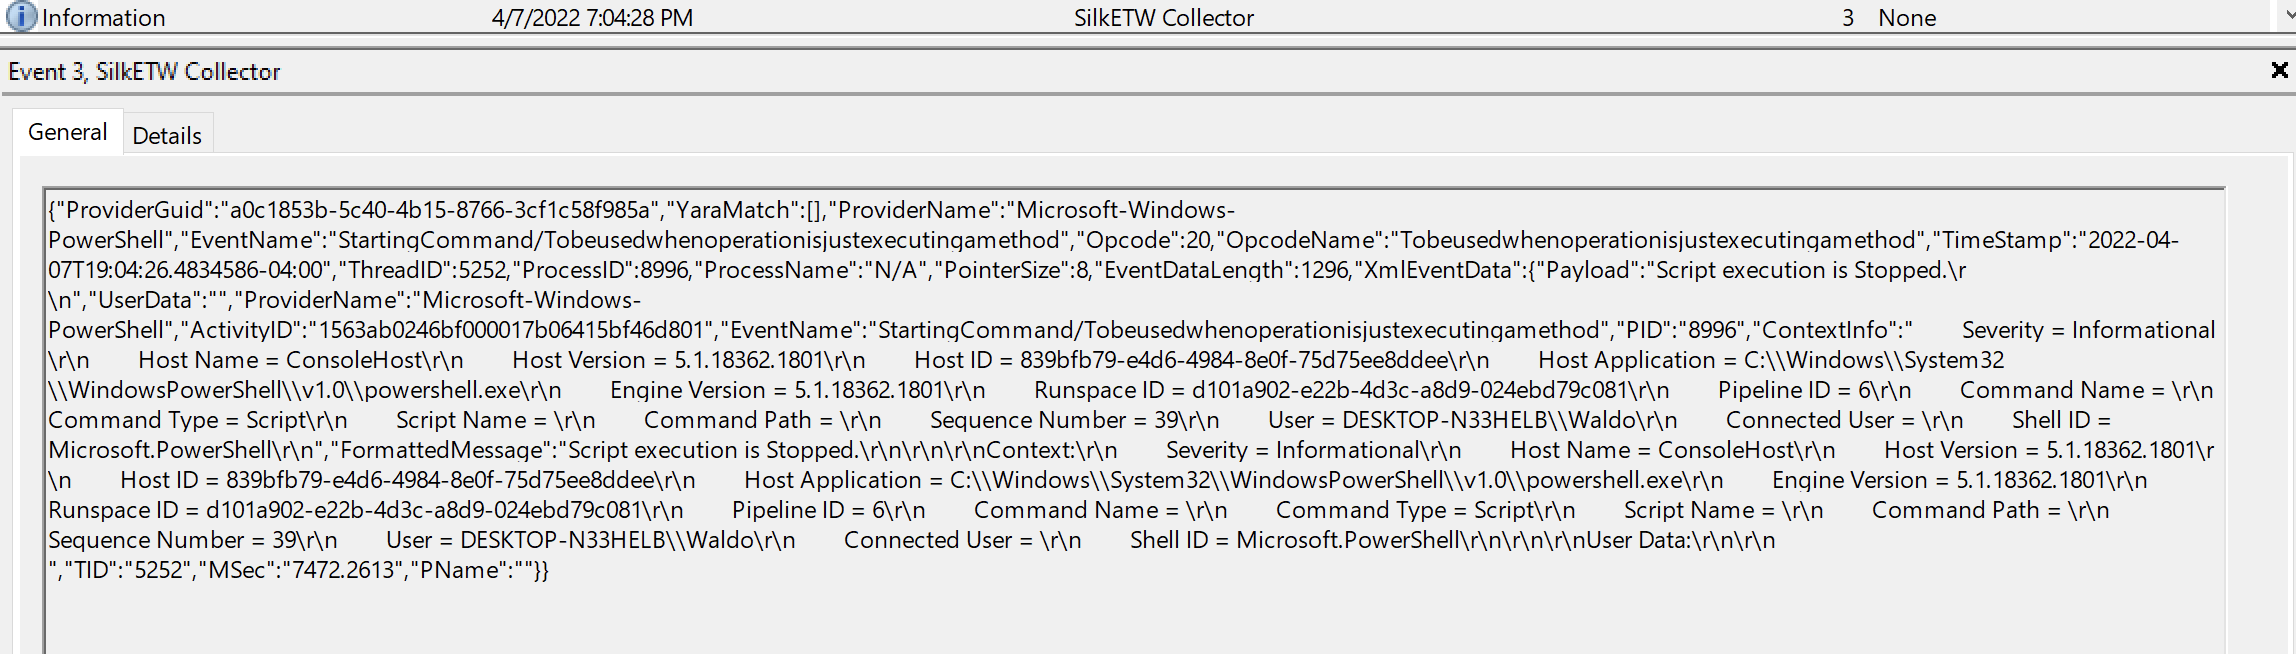 Information 4/7/2022 7:04:28 PM SilkETW Collector 3 None
Event 3, SilkETW Collector
General Details
{"ProviderGuid":"a0c1853b-5c40-4b15-8766-3cf1c58f985a","YaraMatch":[],"ProviderName":"Microsoft-Windows-
PowerShell","EventName":"StartingCommand/Tobeusedwhenoperationisjustexecutingamethod","Opcode":20,"OpcodeName":"Tobeusedwhenoperationisjustexecutingamethod","TimeStamp":"2022-04-
07T19:04:26.4834586-04:00","ThreadID":5252,"ProcessID":8996,"ProcessName":"N/A","PointerSize":8,"EventDataLength":1296,"XmlEventData":{"Payload":"Script execution is Stopped.\r
\n","UserData":"","ProviderName":"Microsoft-Windows-
PowerShell","ActivityID":"1563ab0246bf000017b06415bf46d801","EventName":"StartingCommand/Tobeusedwhenoperationisjustexecutingamethod","PID":"8996","ContextInfo":" Severity = Informational
\r\n Host Name = ConsoleHost\r\n Host Version = 5.1.18362.1801\r\n Host ID = 839bfb79-e4d6-4984-8e0f-75d75ee8ddee\r\n Host Application = C:\\Windows\\System32
\\WindowsPowerShell\\v1.0\\powershell.exe\r\n Engine Version = 5.1.18362.1801\r\n Runspace ID = d101a902-e22b-4d3c-a8d9-024ebd79c081\r\n Pipeline ID = 6\r\n Command Name = \r\n
Command Type = Script\r\n Script Name = \r\n Command Path = \r\n Sequence Number = 39\r\n User = DESKTOP-N33HELB\\Waldo\r\n Connected User = \r\n Shell ID =
Microsoft.PowerShell\r\n","FormattedMessage":"Script execution is Stopped.\r\n\r\n\r\nContext:\r\n Severity = Informational\r\n Host Name = ConsoleHost\r\n Host Version = 5.1.18362.1801\r
\n Host ID = 839bfb79-e4d6-4984-8e0f-75d75ee8ddee\r\n Host Application = C:\\Windows\\System32\\WindowsPowerShell\\v1.0\\powershell.exe\r\n Engine Version = 5.1.18362.1801\r\n
Runspace ID = d101a902-e22b-4d3c-a8d9-024ebd79c081\r\n Pipeline ID = 6\r\n Command Name = \r\n Command Type = Script\r\n Script Name = \r\n Command Path = \r\n
Sequence Number = 39\r\n User = DESKTOP-N33HELB\\Waldo\r\n Connected User = \r\n Shell ID = Microsoft.PowerShell\r\n\r\n\r\nUser Data:\r\n\r\n
","TID":"5252","MSec":"7472.2613","PName":""}}